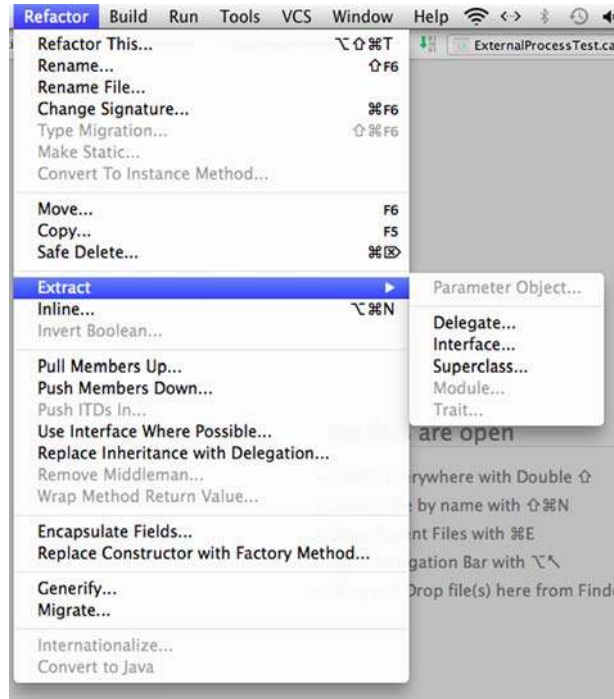 Refactor Build Run Tools VCS Window Help
Refactor This... ⌥⇧⌘T
ExternalProcessTest.ca
Rename... ⇧F6
Rename File...
Change Signature... ⌘F6
Type Migration... ⇧⌘F6
Make Static...
Convert To Instance Method...
Move... F6
Copy... F5
Safe Delete... ⌘⌦
Extract ▶
Inline... ⌥⌘N
Invert Boolean...
Pull Members Up...
Push Members Down...
Push ITDs In...
Use Interface Where Possible...
Replace Inheritance with Delegation...
Remove Middleman...
Wrap Method Return Value...
Encapsulate Fields...
Replace Constructor with Factory Method...
Generify...
Migrate...
Internationalize...
Convert to Java
Parameter Object...
Delegate...
Interface...
Superclass...
Module...
Trait...
are open
rywhere with Double ⇧
by name with ⇧⌘N
nt Files with ⌘E
gation Bar with ⌥↖
Drop file(s) here from Finde